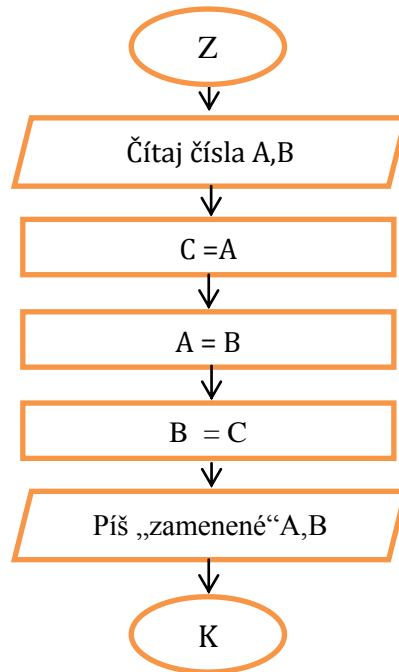 Z
Čítaj čísla A,B
C =A
A = B
B = C
Píš „zamenené“A,B
K